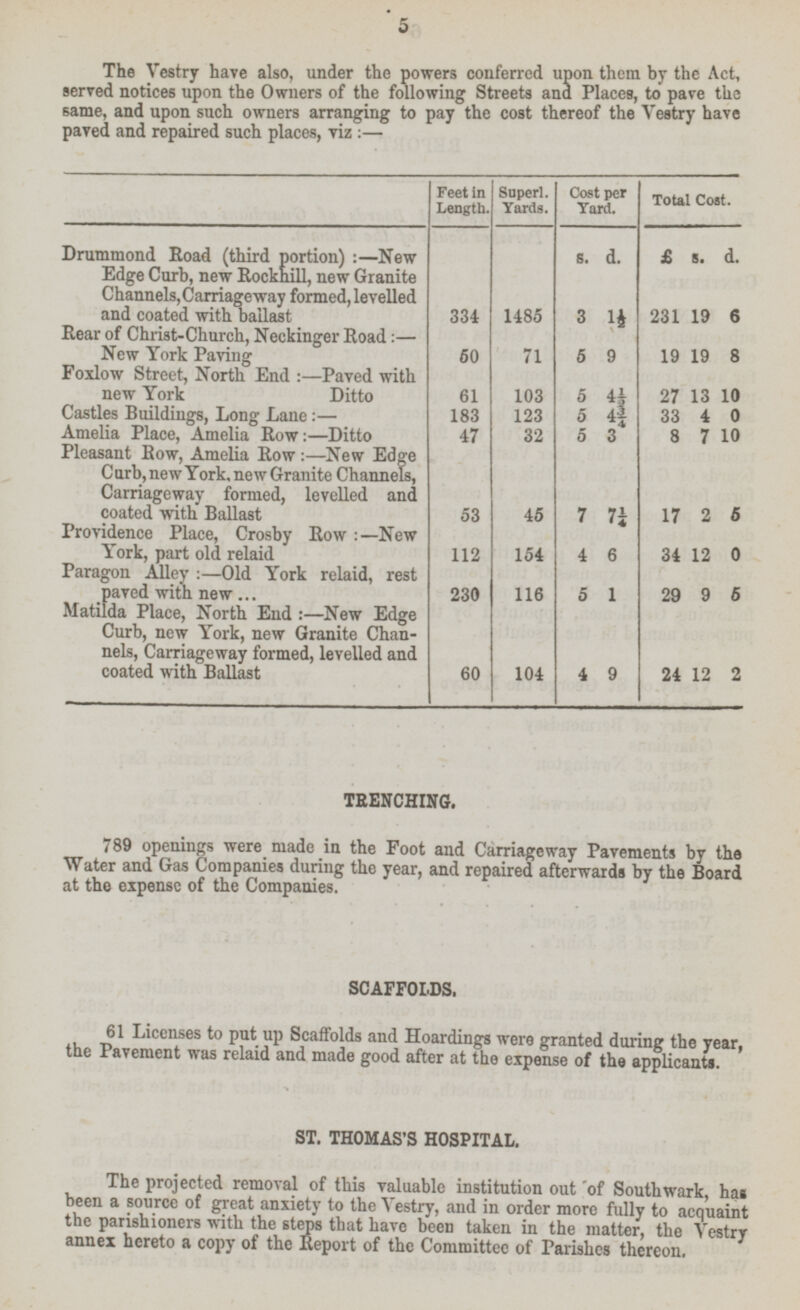 5
The Vestry have also, under the powers conferred upon them by the Act,
served notices upon the Owners of the following Streets and Places, to pave the
same, and upon such owners arranging to pay the cost thereof the Vestry have
paved and repaired such places, viz :—
Feet in Length. Superl. Yards. Cost per Yard. Total Cost.
Drummond Road (third portion) :—New s. d. £ s. d.
Edge Curb, new Rockhill, new Granite
Channels, Carriageway formed, levelled
and coated with ballast 334 1485 3 1½ 231 19 6
Rear of Christ-Church, Neckinger Road :—
New York Paving 50 71 5 9 19 19 8
Foxlow Street, North End :—Paved with
new York Ditto 61 103 5 4⅓ 27 13 10
Castles Buildings, Long Lane :— 183 123 5 4¾ 33 4 0
Amelia Place, Amelia Row :—Ditto 47 32 5 3 8 7 10
Pleasant Row, Amelia Row :—New Edge
Curb, new York, new Granite Channels,
Carriageway formed, levelled and
coated with Ballast 53 45 7 7¼ 17 2 5
Providence Place, Crosby Row :—New
York, part old relaid 112 154 4 6 34 12 0
Paragon Alley :—Old York relaid, rest
paved with new ... 230 116 5 1 29 9 5
Matilda Place, North End :—New Edge
Curb, new York, new Granite Chan-
nels, Carriageway formed, levelled and
coated with Ballast 60 104 4 9 24 12 2
TRENCHING.
789 openings were made in the Foot and Carriageway Pavements by the
Water and Gas Companies during the year, and repaired afterwards by the Board
at the expense of the Companies.
SCAFFOLDS.
61 Licenses to put up Scaffolds and Hoardings were granted during the year,
the Pavement was relaid and made good after at the expense of the applicants.
ST. THOMAS'S HOSPITAL.
The projected removal of this valuable institution out of Southwark, has
been a source of great anxiety to the Vestry, and in order more fully to acquaint
the parishioners with the steps that have been taken in the matter, the Vestry
annex hereto a copy of the Report of the Committee of Parishes thereon.